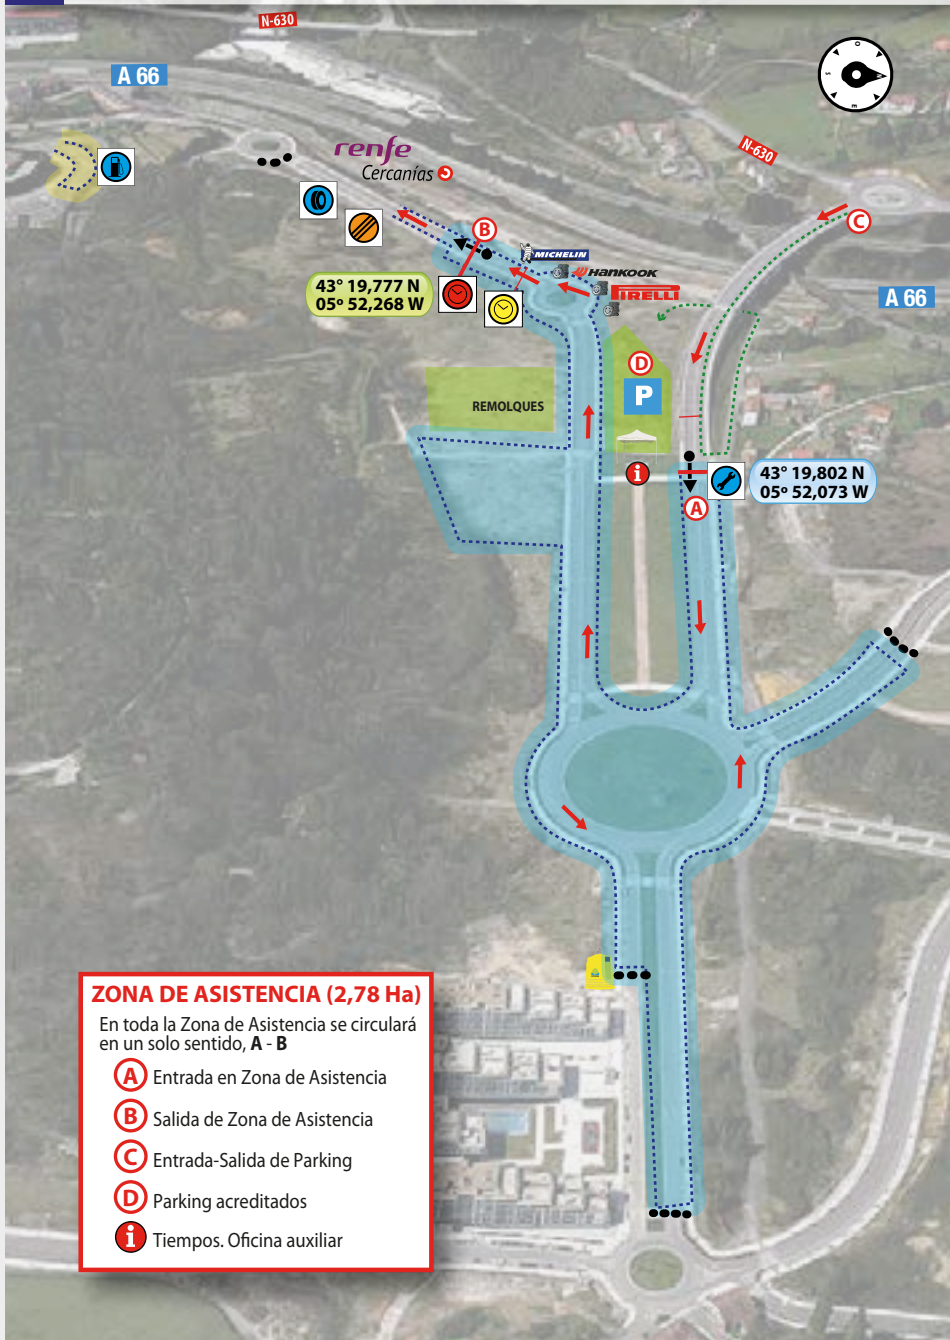 N-630
A 66
renfe
Cercanías
N-630
C
B
MICHELIN
HANKOOK
PIRELLI
43° 19,777 N
05º 52,268 W
A 66
D
P
REMOLQUES
i
43° 19,802 N
05º 52,073 W
A
ZONA DE ASISTENCIA (2,78 Ha)
En toda la Zona de Asistencia se circulará
en un solo sentido, A - B
A Entrada en Zona de Asistencia
B Salida de Zona de Asistencia
C Entrada-Salida de Parking
D Parking acreditados
i Tiempos. Oficina auxiliar